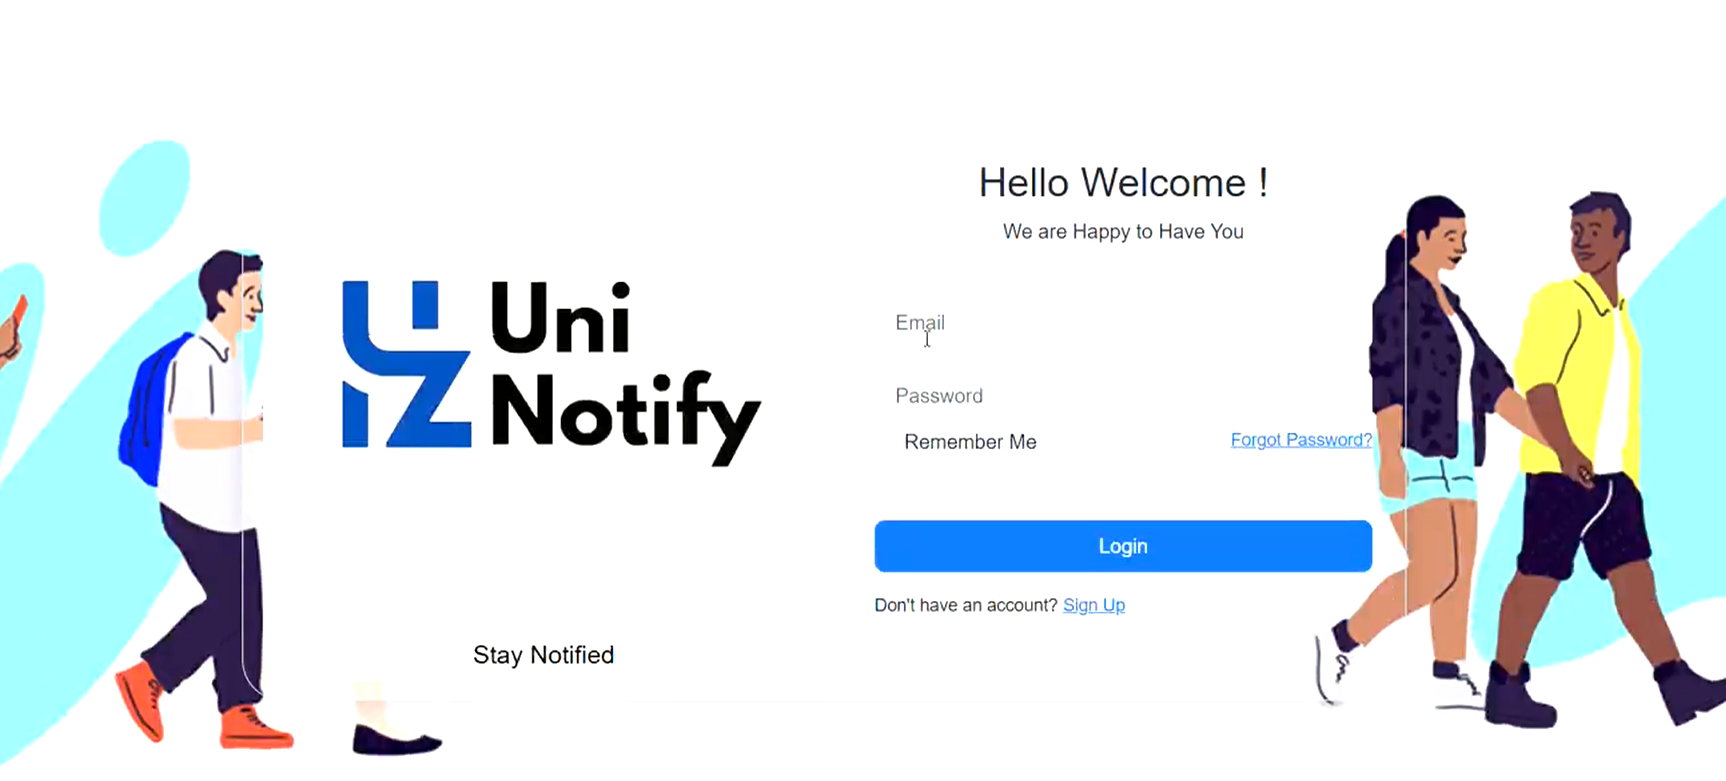 Uni
Notify
Stay Notified
Hello Welcome !
We are Happy to Have You
Email
Password
Remember Me
Forgot Password?
Login
Don't have an account? Sign Up